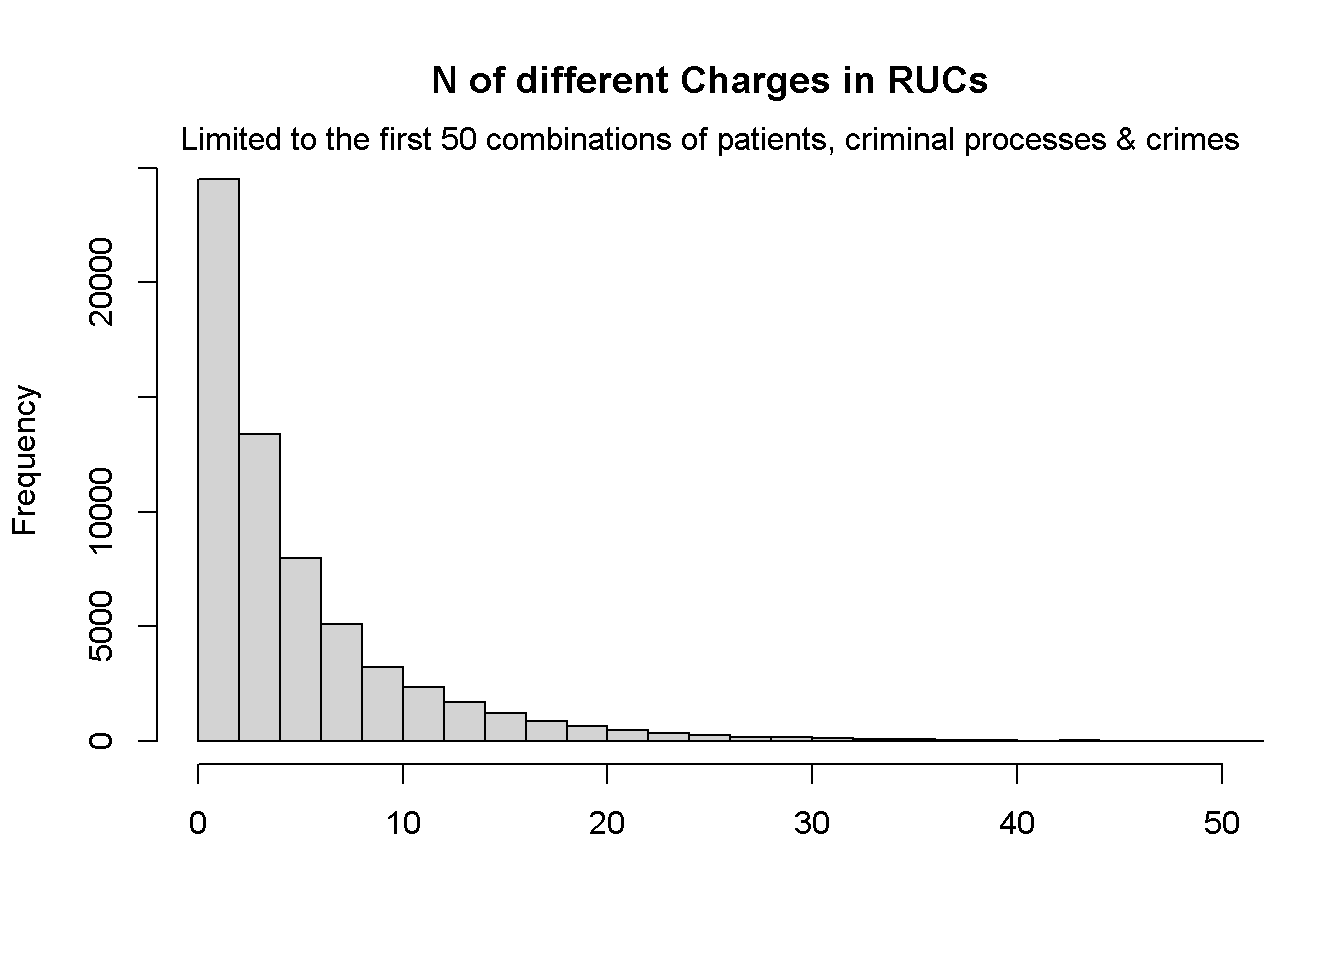 N of different Charges in RUCs
Limited to the first 50 combinations of patients, criminal processes & crimes
Frequency
20000
10000
5000
0
0 10 20 30 40 50